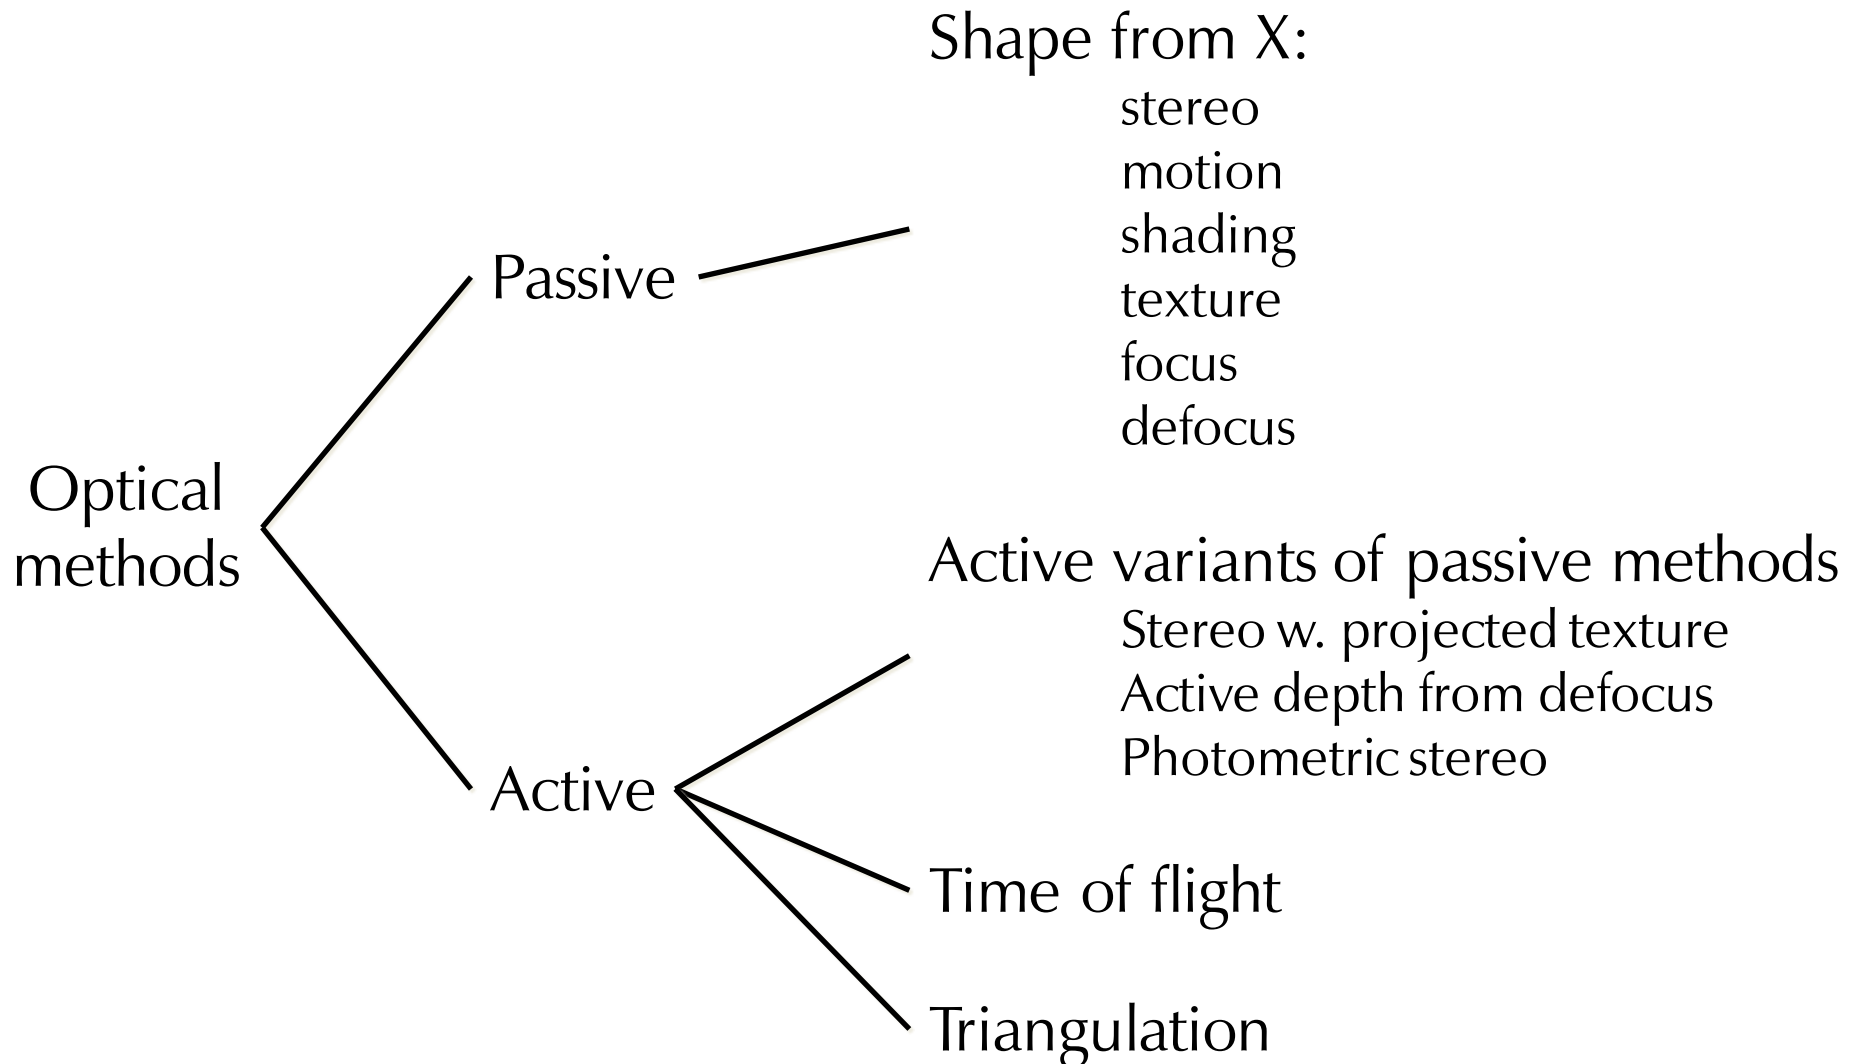 Shape from X:
stereo
motion
shading
texture
focus
defocus
Passive
Optical
methods
Active variants of passive methods
Stereo w. projected texture
Active depth from defocus
Photometric stereo
Active
Time of flight
Triangulation